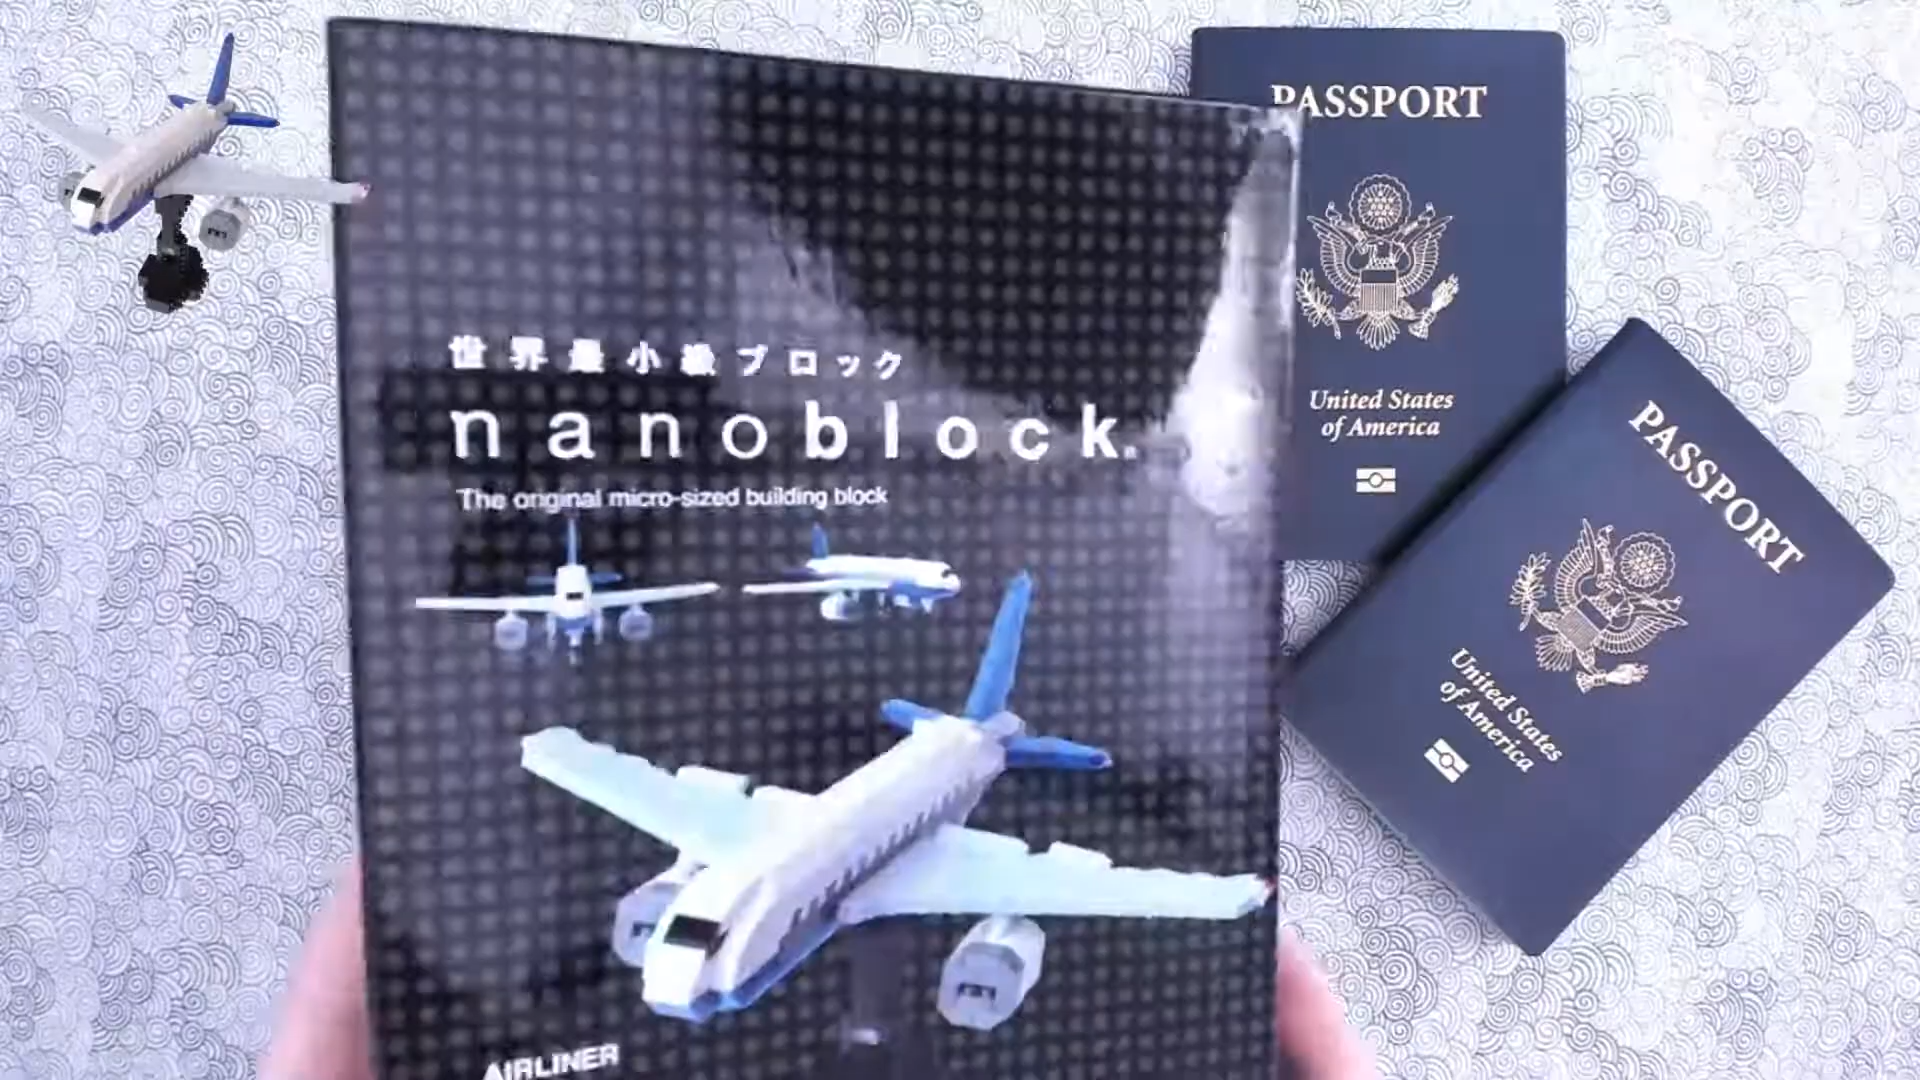 世界最小級ブロック
nanoblock.
The original micro-sized building block
AIRLINER
PASSPORT
United States
of America
PASSPORT
United States
of America